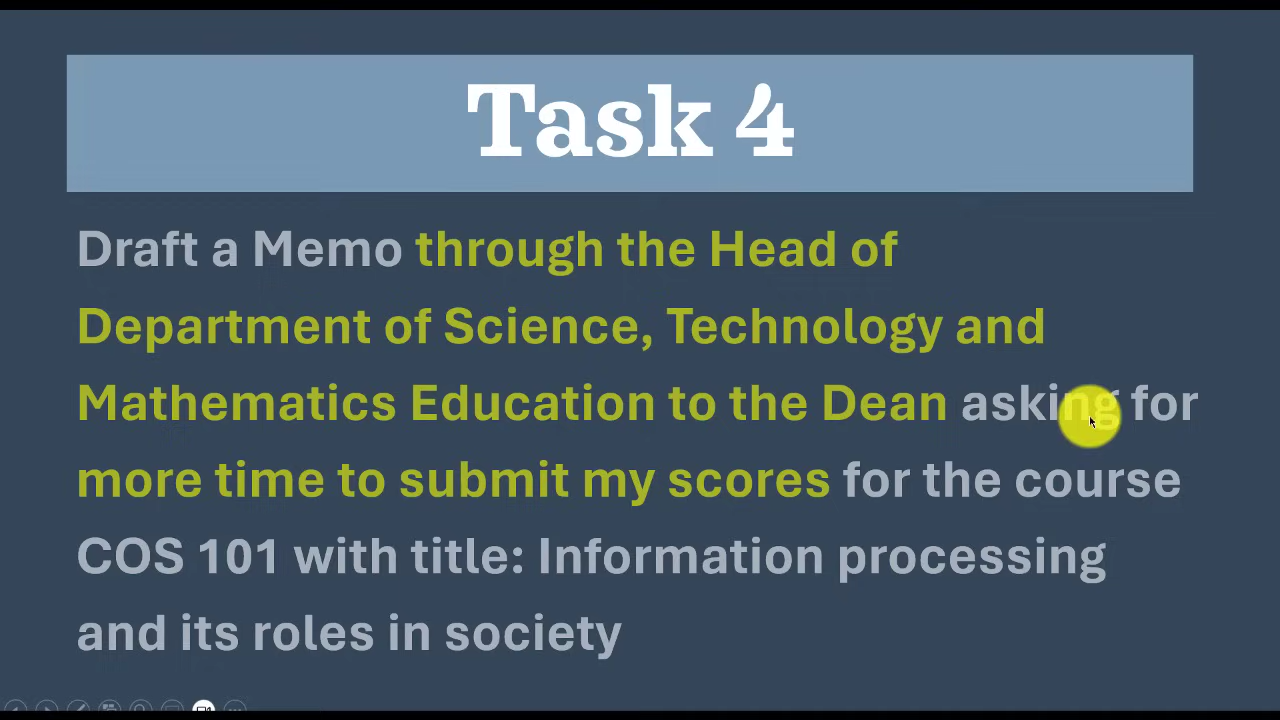 Task 4
Draft a Memo through the Head of
Department of Science, Technology and
Mathematics Education to the Dean asking for
more time to submit my scores for the course
COS 101 with title: Information processing
and its roles in society